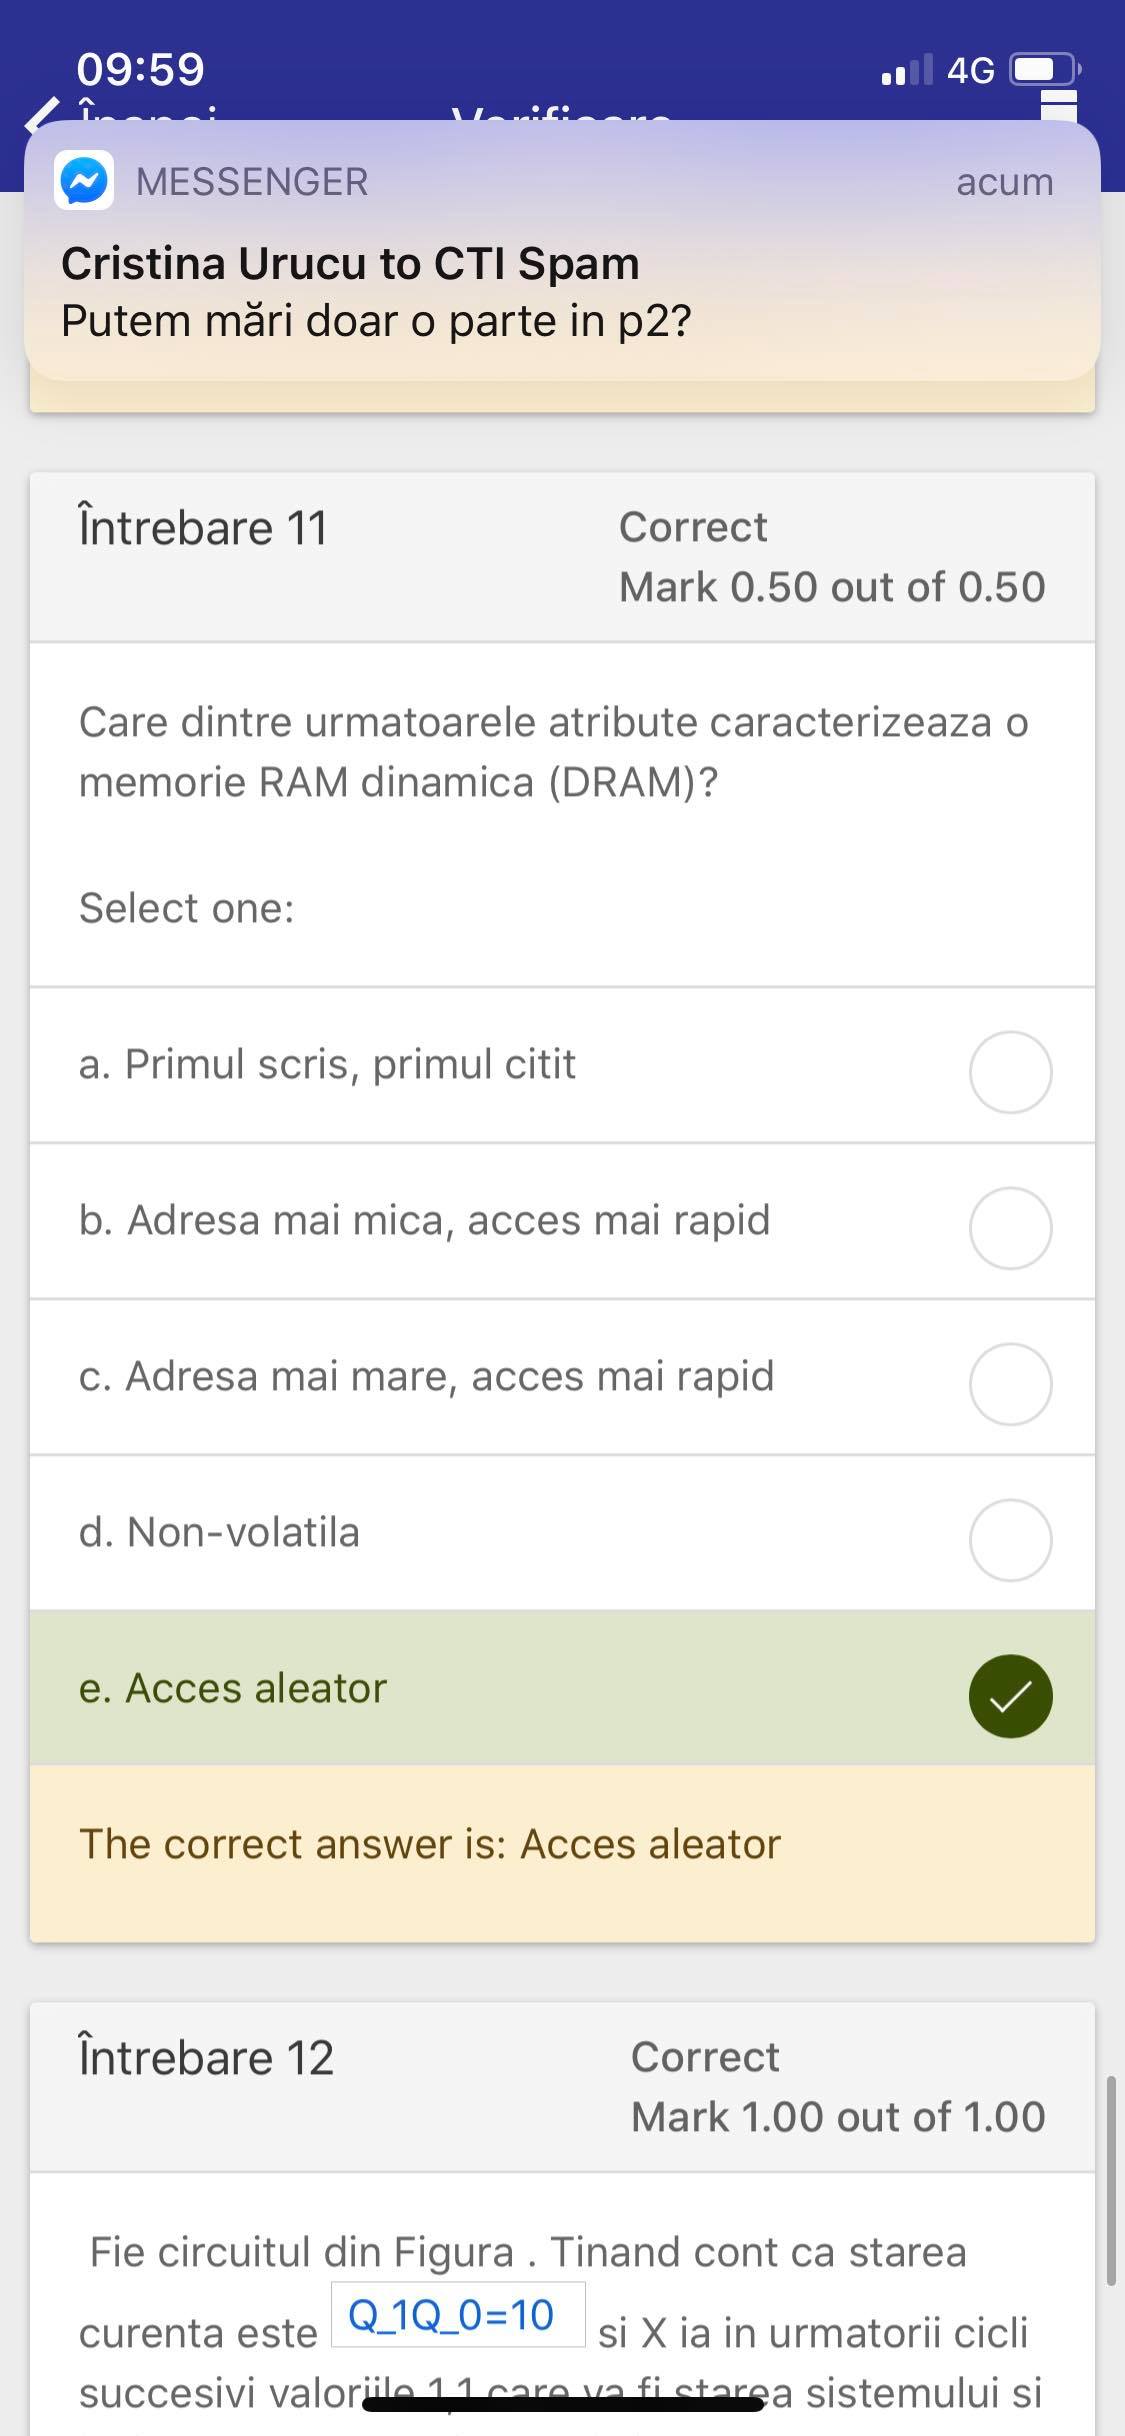 09:59
4G
MESSENGER
acum
Cristina Urucu to CTI Spam
Putem mări doar o parte in p2?
Întrebare 11
Correct
Mark 0.50 out of 0.50
Care dintre urmatoarele atribute caracterizeaza o
memorie RAM dinamica (DRAM)?
Select one:
a. Primul scris, primul citit
b. Adresa mai mica, acces mai rapid
c. Adresa mai mare, acces mai rapid
d. Non-volatila
e. Acces aleator
The correct answer is: Acces aleator
Întrebare 12
Correct
Mark 1.00 out of 1.00
Fie circuitul din Figura . Tinand cont ca starea
curenta este Q_1Q_0=10 si X ia in urmatorii cicli
succesivi valoriile 1,1 care va fi starea sistemului si